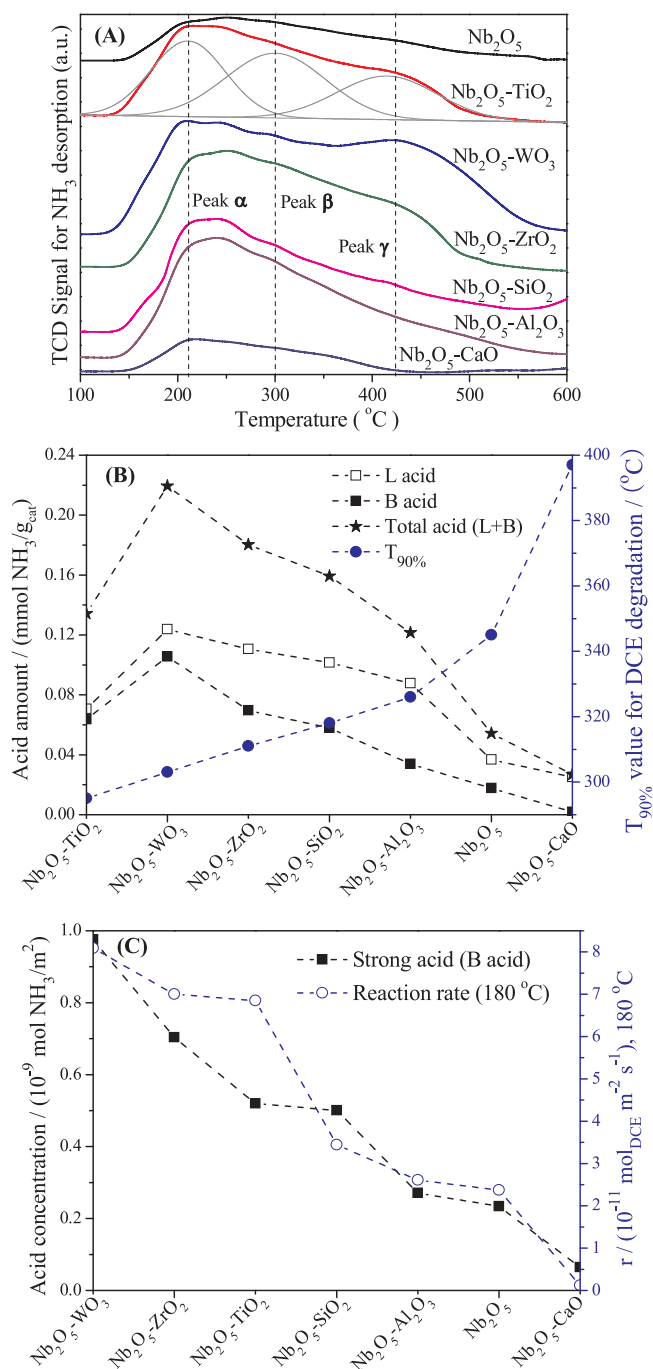 (A)
TCD Signal for NH₃ desorption (a.u.)
Nb₂O₅
Nb₂O₅-TiO₂
Nb₂O₅-WO₃
Peak α
Peak β
Peak γ
Nb₂O₅-ZrO₂
Nb₂O₅-SiO₂
Nb₂O₅-Al₂O₃
Nb₂O₅-CaO
100 200 300 400 500 600
Temperature ( °C)
(B)
L acid
B acid
Total acid (L+B)
T₉₀%
Acid amount / (mmol NH₃/g_cat)
0.24
0.20
0.16
0.12
0.08
0.04
0.00
T₉₀% value for DCE degradation / (°C)
400
380
360
340
320
300
Nb₂O₅-TiO₂
Nb₂O₅-WO₃
Nb₂O₅-ZrO₂
Nb₂O₅-SiO₂
Nb₂O₅-Al₂O₃
Nb₂O₅
Nb₂O₅-CaO
(C)
Strong acid (B acid)
Reaction rate (180 °C)
Acid concentration / (10⁻⁹ mol NH₃/m²)
1.0
0.8
0.6
0.4
0.2
0.0
r / (10⁻¹¹ mol_DCE m⁻² s⁻¹), 180 °C
8
7
6
5
4
3
2
1
0
Nb₂O₅-WO₃
Nb₂O₅-ZrO₂
Nb₂O₅-TiO₂
Nb₂O₅-SiO₂
Nb₂O₅-Al₂O₃
Nb₂O₅
Nb₂O₅-CaO